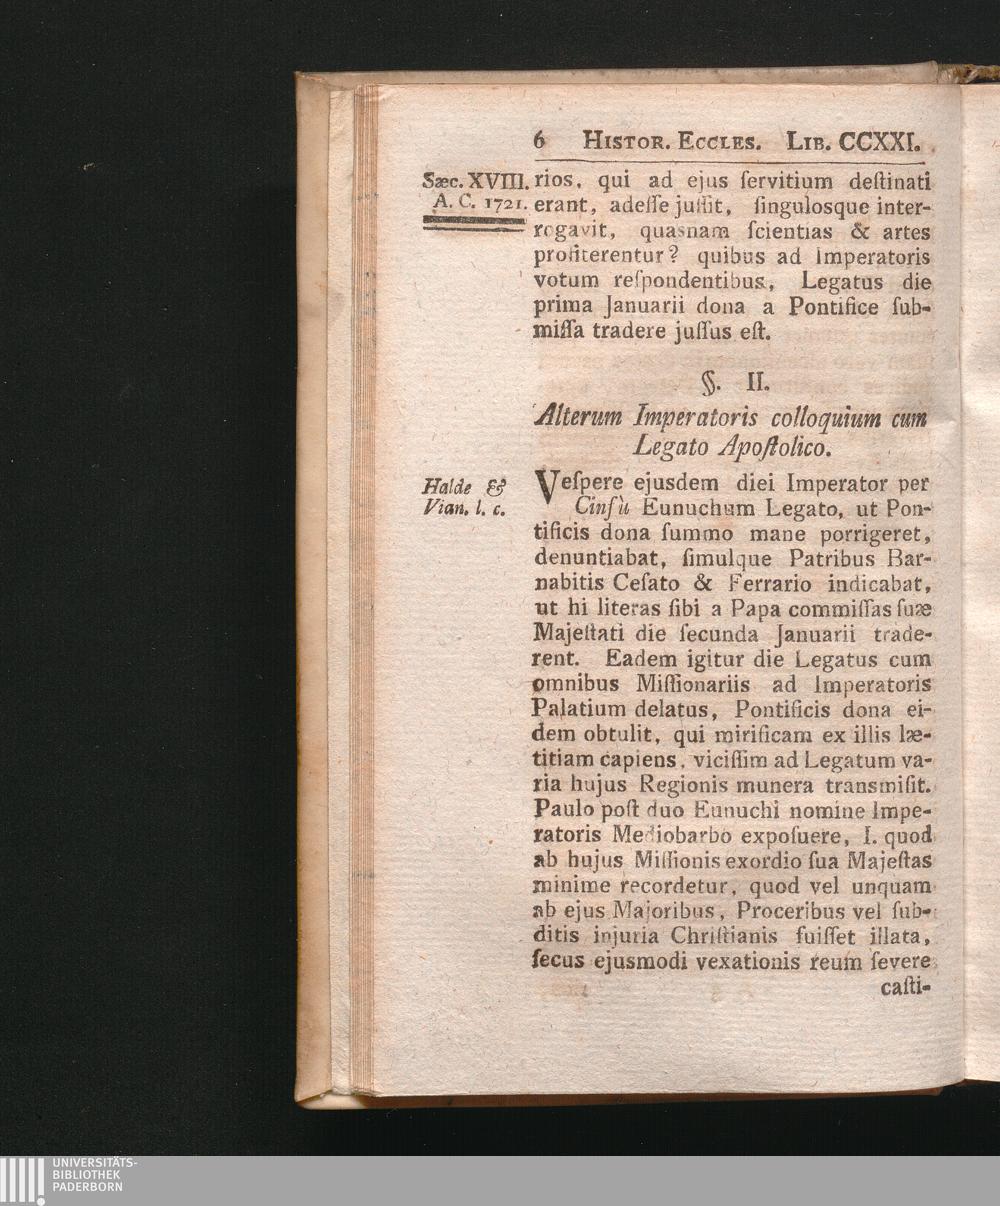 6 HISTOR. ECCLES. LIB. CCXXI.
Sæc. XVIII.
A. C. 1721.
rios, qui ad ejus ſervitium deſtinati
erant, adeſſe juſſit, ſingulosque inter-
rogavit, quasnam ſcientias & artes
profiterentur? quibus ad Imperatoris
votum reſpondentibus, Legatus die
prima Januarii dona a Pontifice ſub-
miſſa tradere juſſus eſt.
§. II.
Alterum Imperatoris colloquium cum
Legato Apoſtolico.
Halde &
Vian. l. c.
Veſpere ejusdem diei Imperator per
Cinſù Eunuchum Legato, ut Pon-
tificis dona ſummo mane porrigeret,
denuntiabat, ſimulque Patribus Bar-
nabitis Ceſato & Ferrario indicabat,
ut hi literas ſibi a Papa commiſſas ſuæ
Majeſtati die ſecunda Januarii trade-
rent. Eadem igitur die Legatus cum
omnibus Miſſionariis ad Imperatoris
Palatium delatus, Pontificis dona ei-
dem obtulit, qui mirificam ex illis læ-
titiam capiens, viciſſim ad Legatum va-
ria hujus Regionis munera transmiſit.
Paulo poſt duo Eunuchi nomine Impe-
ratoris Mediobarbo expoſuere, I. quod
ab hujus Miſſionis exordio ſua Majeſtas
minime recordetur, quod vel unquam
ab ejus Majoribus, Proceribus vel ſub-
ditis injuria Chriſtianis fuiſſet illata,
ſecus ejusmodi vexationis reum ſevere
caſti-
UNIVERSITÄTS-
BIBLIOTHEK
PADERBORN